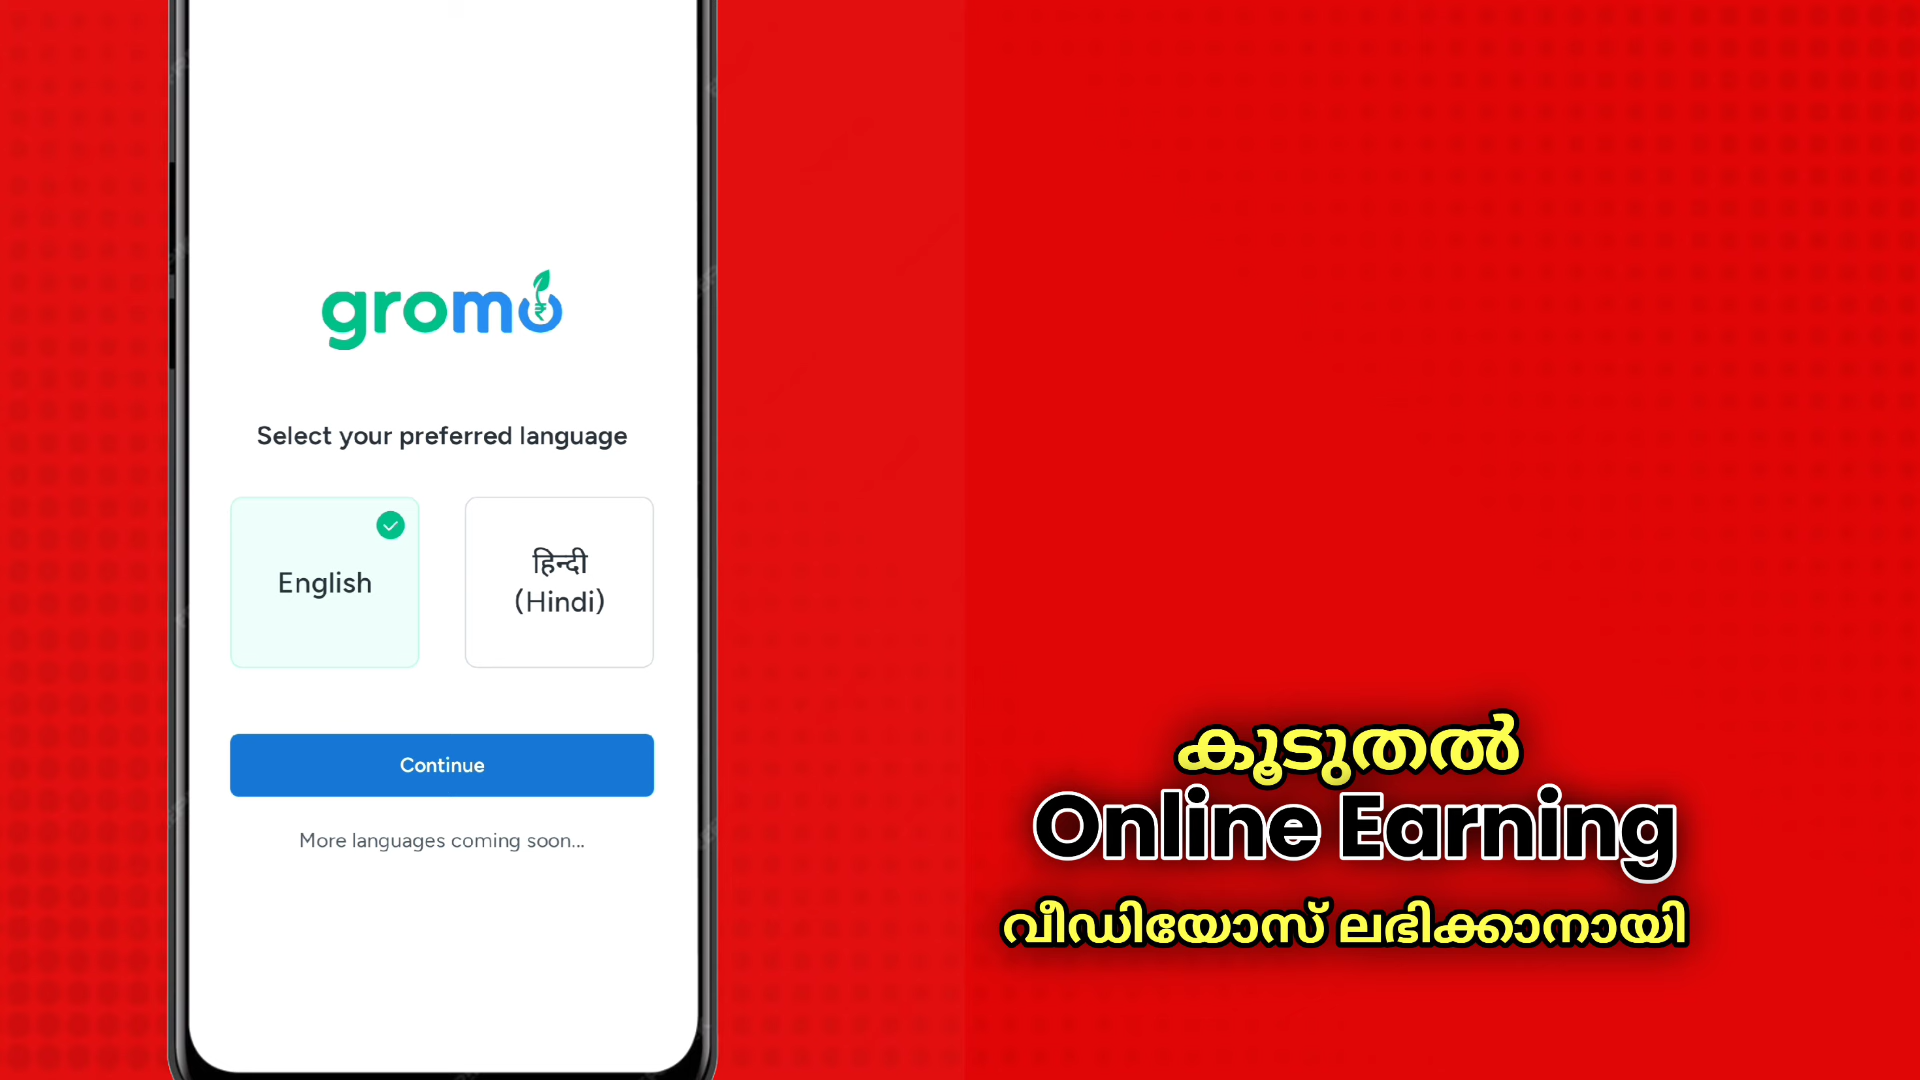 gromo
Select your preferred language
English
हिन्दी
(Hindi)
Continue
More languages coming soon...
കൂടുതൽ
Online Earning
വീഡിയോസ് ലഭിക്കാനായി